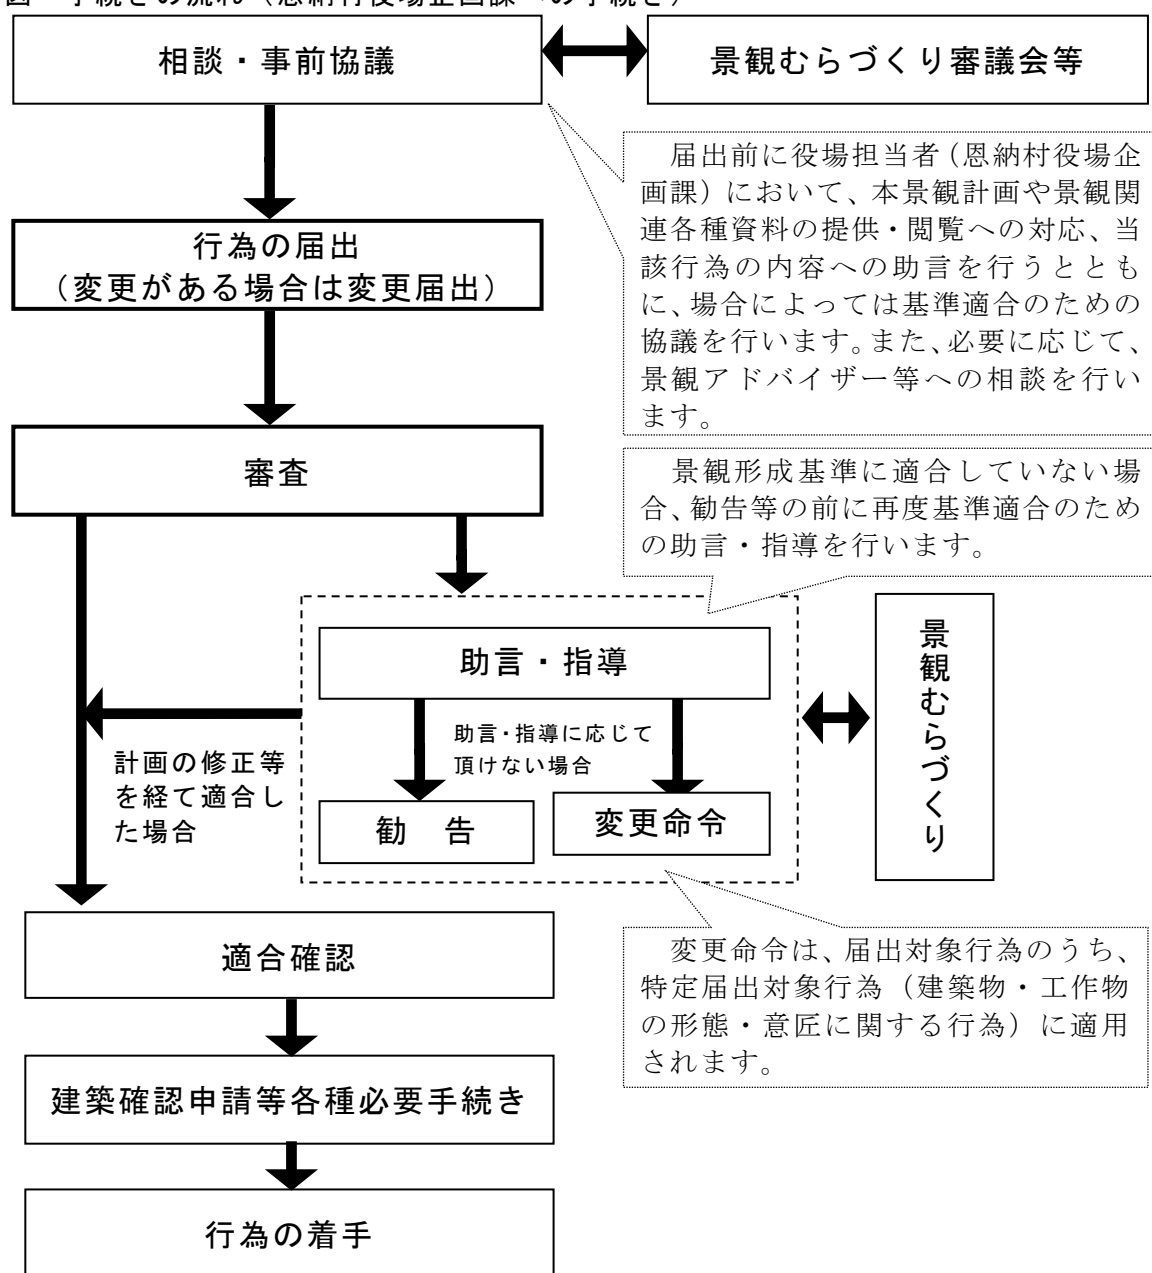 図 手続きの流れ（恩納村役場企画課への手続き）
相談・事前協議
景観むらづくり審議会等
届出前に役場担当者（恩納村役場企
画課）において、本景観計画や景観関
連各種資料の提供・閲覧への対応、当
該行為の内容への助言を行うととも
に、場合によっては基準適合のための
協議を行います。また、必要に応じて、
景観アドバイザー等への相談を行い
ます。
行為の届出
（変更がある場合は変更届出）
審査
景観形成基準に適合していない場
合、勧告等の前に再度基準適合のため
の助言・指導を行います。
助言・指導
助言・指導に応じて
頂けない場合
勧 告
変更命令
景観むらづくり
計画の修正等
を経て適合し
た場合
変更命令は、届出対象行為のうち、
特定届出対象行為（建築物・工作物
の形態・意匠に関する行為）に適用
されます。
適合確認
建築確認申請等各種必要手続き
行為の着手